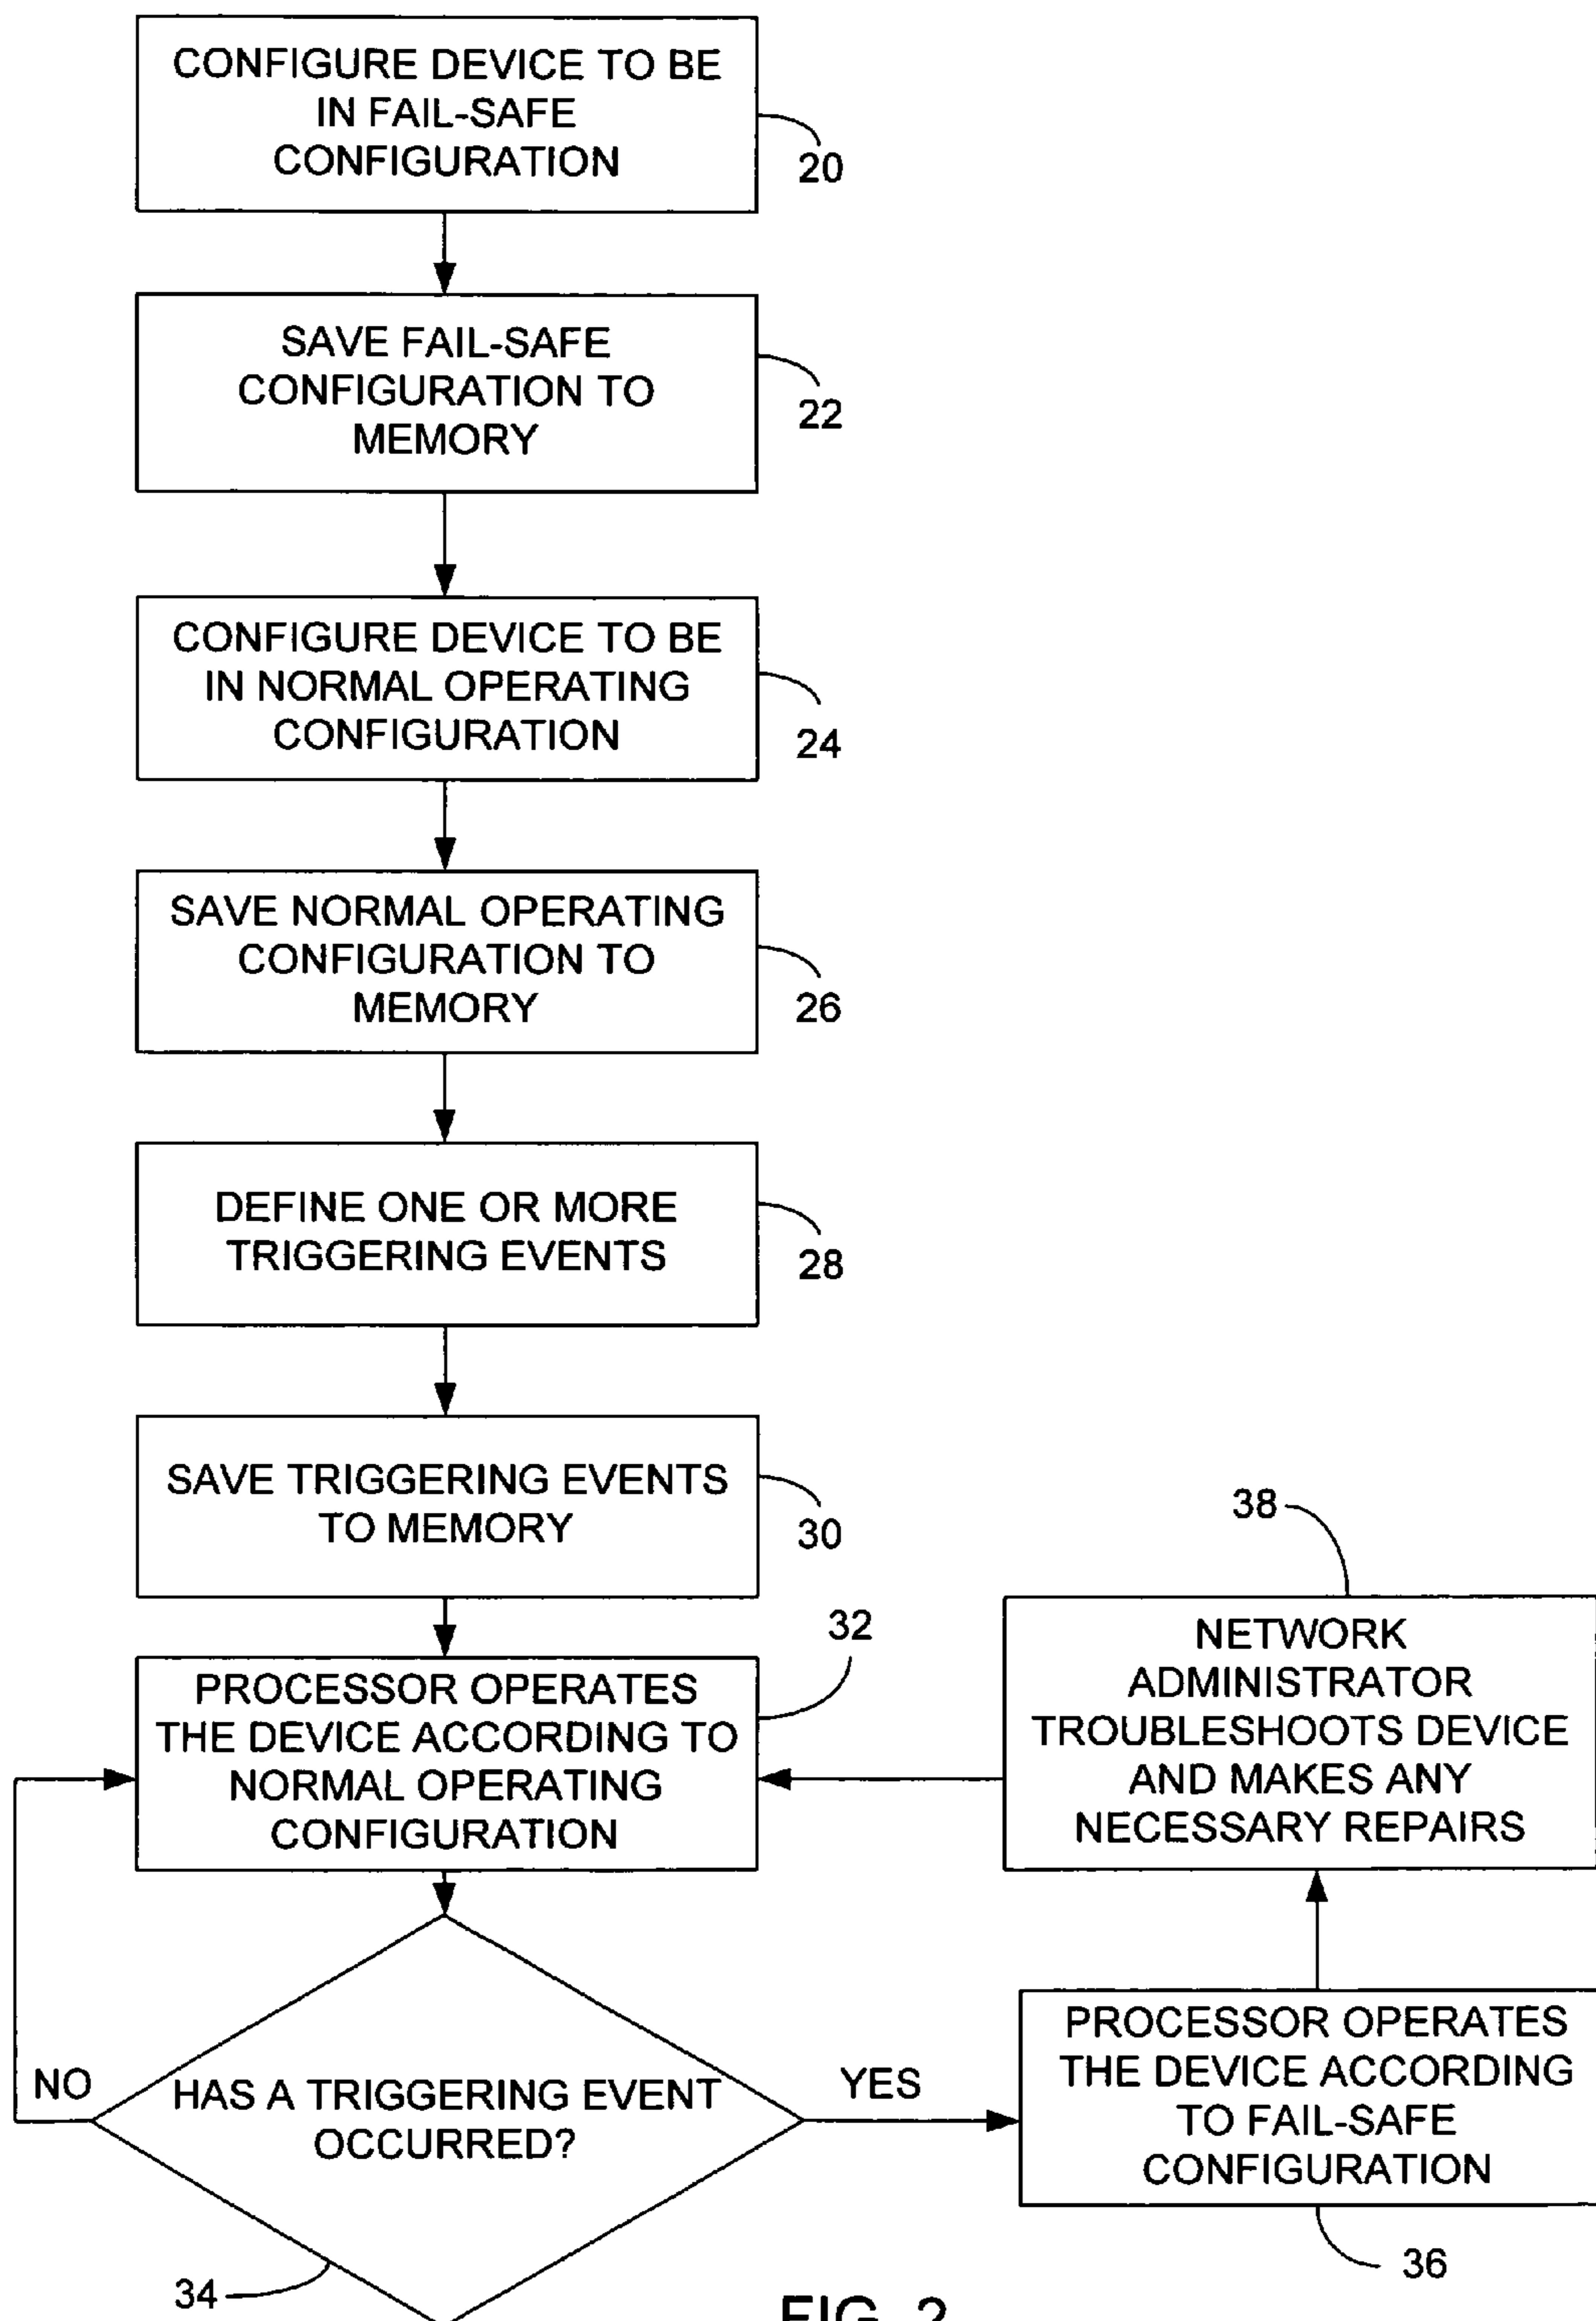 CONFIGURE DEVICE TO BE
IN FAIL-SAFE
CONFIGURATION
20
SAVE FAIL-SAFE
CONFIGURATION TO
MEMORY
22
CONFIGURE DEVICE TO BE
IN NORMAL OPERATING
CONFIGURATION
24
SAVE NORMAL OPERATING
CONFIGURATION TO
MEMORY
26
DEFINE ONE OR MORE
TRIGGERING EVENTS
28
SAVE TRIGGERING EVENTS
TO MEMORY
30
32
PROCESSOR OPERATES
THE DEVICE ACCORDING TO
NORMAL OPERATING
CONFIGURATION
38
NETWORK
ADMINISTRATOR
TROUBLESHOOTS DEVICE
AND MAKES ANY
NECESSARY REPAIRS
NO
HAS A TRIGGERING EVENT
OCCURRED?
34
YES
PROCESSOR OPERATES
THE DEVICE ACCORDING
TO FAIL-SAFE
CONFIGURATION
36
FIG. 2